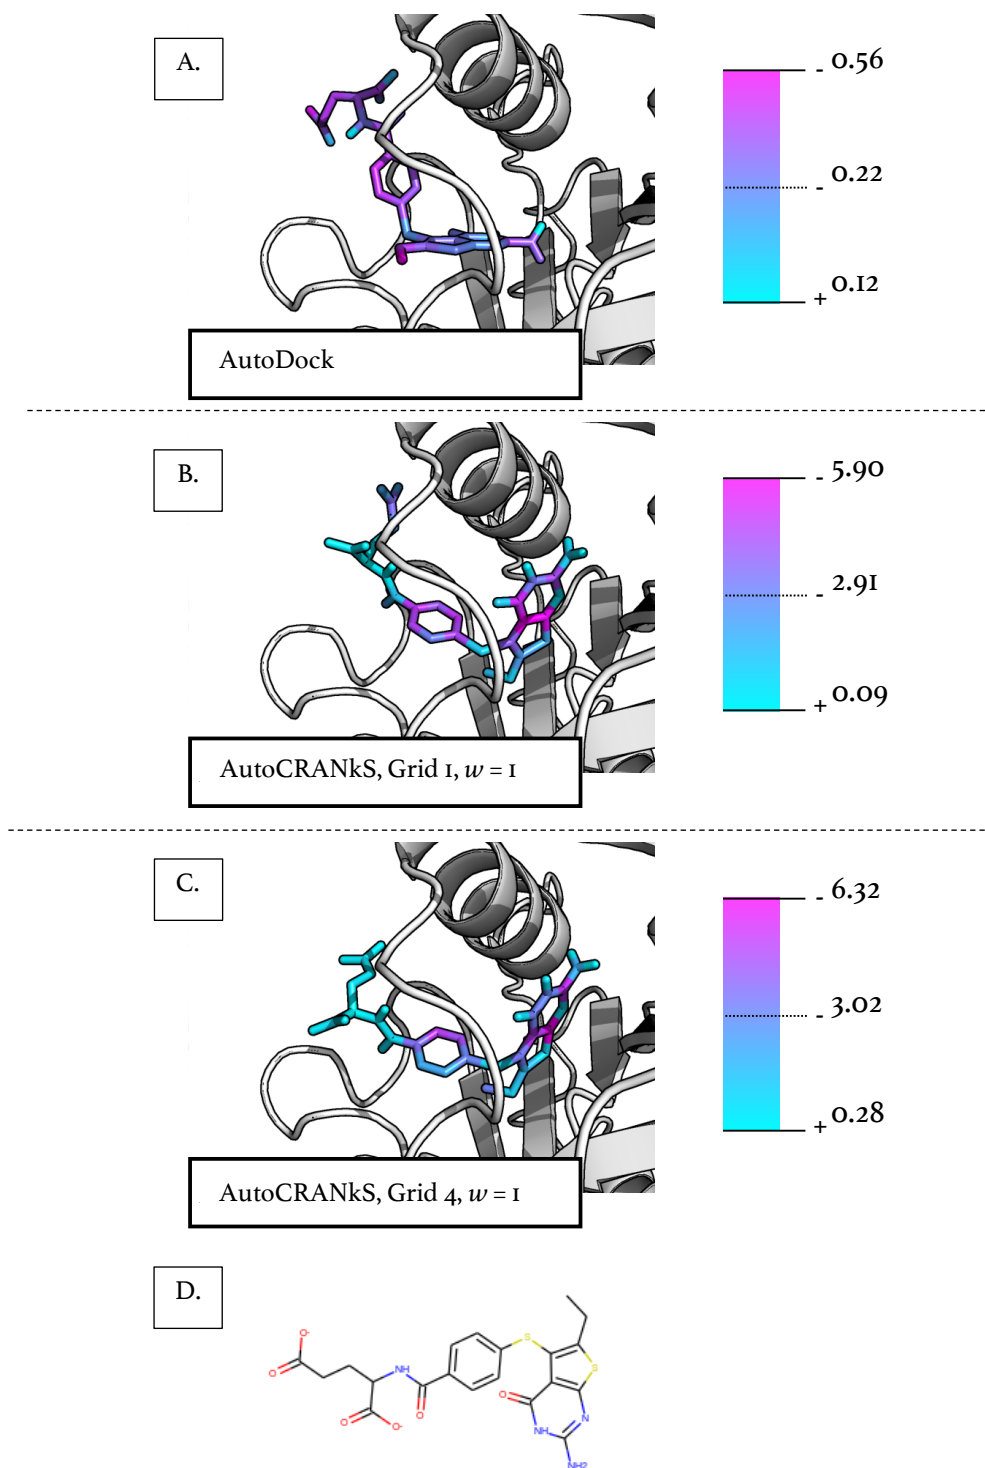 A.
- 0.56
- 0.22
+ 0.12
AutoDock
B.
- 5.90
- 2.91
+ 0.09
AutoCRANkS, Grid 1, w = 1
C.
- 6.32
- 3.02
+ 0.28
AutoCRANkS, Grid 4, w = 1
D.
O-
O
NH
O
O
O-
S
S
O
N
NH
NH2